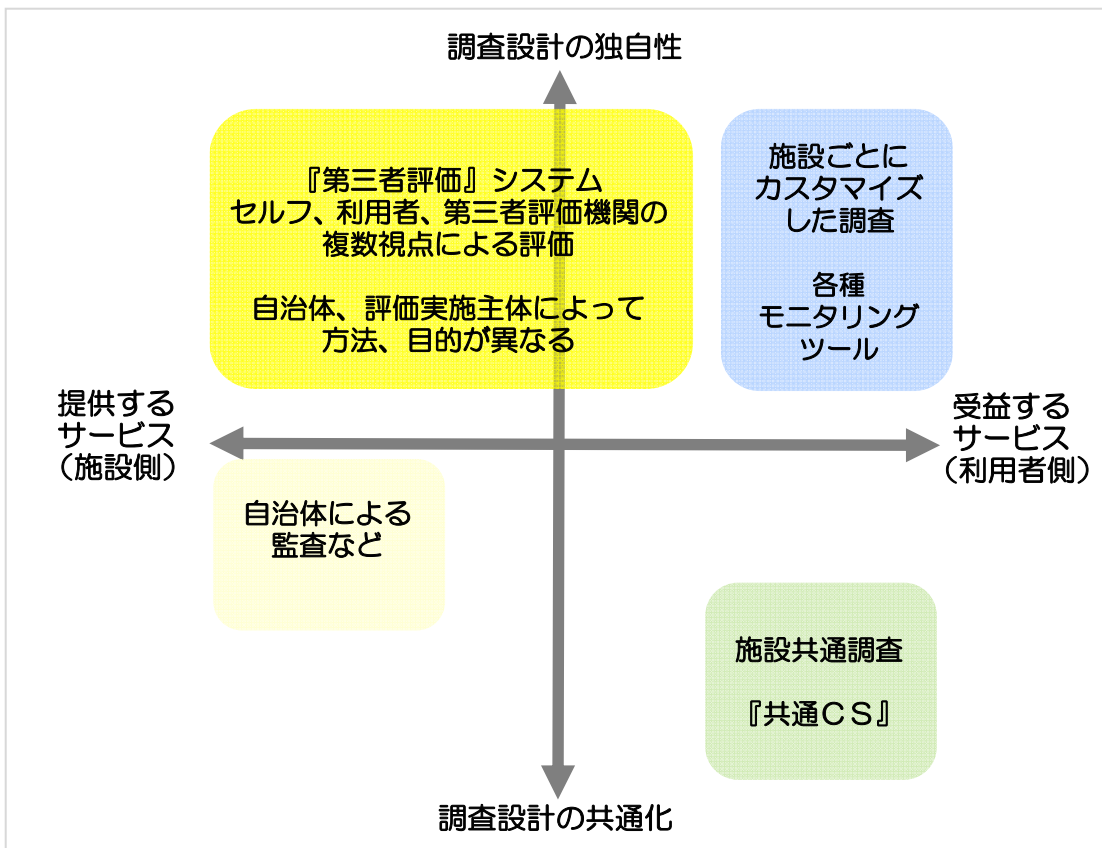 調査設計の独自性
『第三者評価』システム
セルフ、利用者、第三者評価機関の
複数視点による評価
自治体、評価実施主体によって
方法、目的が異なる
施設ごとに
カスタマイズ
した調査
各種
モニタリング
ツール
提供する
サービス
（施設側）
受益する
サービス
（利用者側）
自治体による
監査など
施設共通調査
『共通ＣＳ』
調査設計の共通化